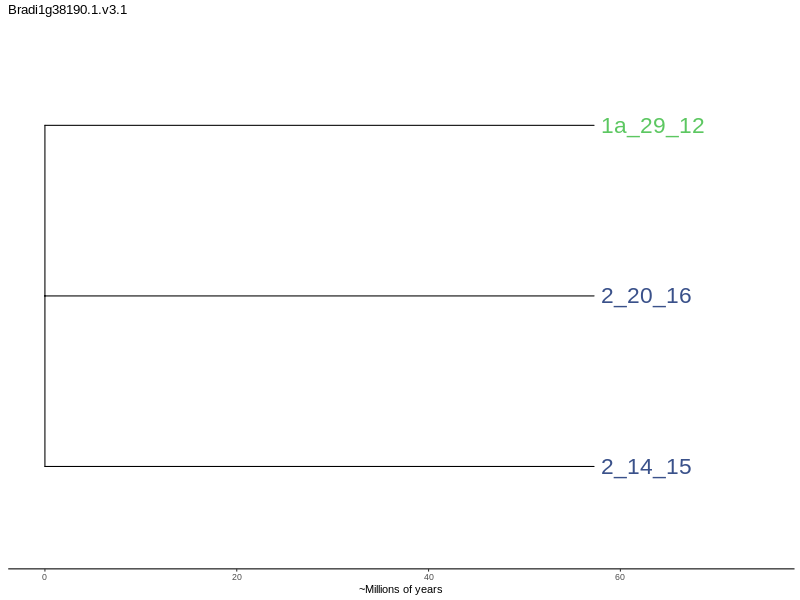 Bradi1g38190.1.v3.1
1a_29_12
2_20_16
2_14_15
0 20 40 60
~Millions of years